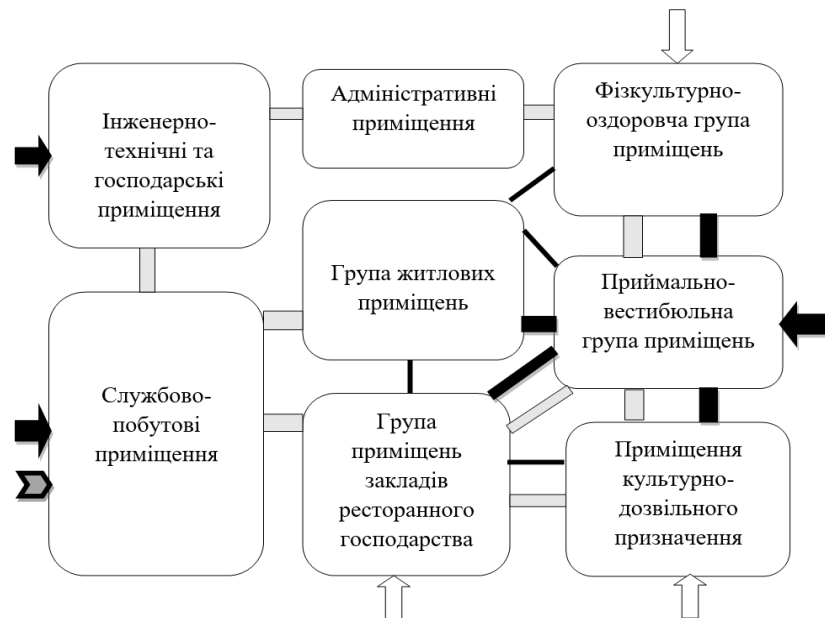 Інженерно-
технічні та
господарські
приміщення
Адміністративні
приміщення
Фізкультурно-
оздоровча група
приміщень
Група житлових
приміщень
Приймально-
вестибюльна
група приміщень
Службово-
побутові
приміщення
Група
приміщень
закладів
ресторанного
господарства
Приміщення
культурно-
дозвільного
призначення